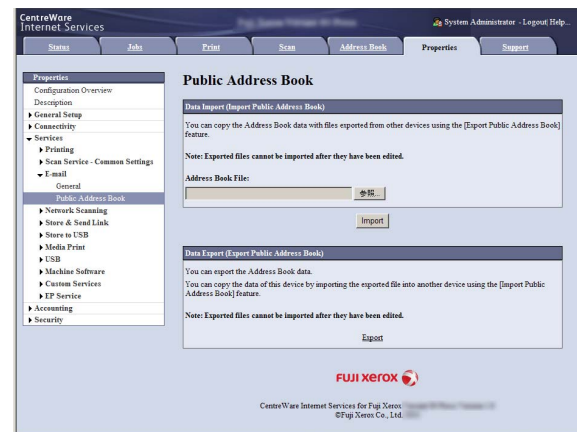 CentreWare
Internet Services
System Administrator - Logout| Help...
Status Jobs Print Scan Address Book Properties Support
Properties
Configuration Overview
Description
General Setup
Connectivity
Services
Printing
Scan Service - Common Settings
E-mail
General
Public Address Book
Network Scanning
Store & Send Link
Store to USB
Media Print
USB
Machine Software
Custom Services
EP Service
Accounting
Security
Public Address Book
Data Import (Import Public Address Book)
You can copy the Address Book data with files exported from other devices using the [Export Public Address Book]
feature.
Note: Exported files cannot be imported after they have been edited.
Address Book File:
参照...
Import
Data Export (Export Public Address Book)
You can export the Address Book data.
You can copy the data of this device by importing the exported file into another device using the [Import Public
Address Book] feature.
Note: Exported files cannot be imported after they have been edited.
Export
FUJI xerox
CentreWare Internet Services for Fuji Xerox
©Fuji Xerox Co., Ltd.